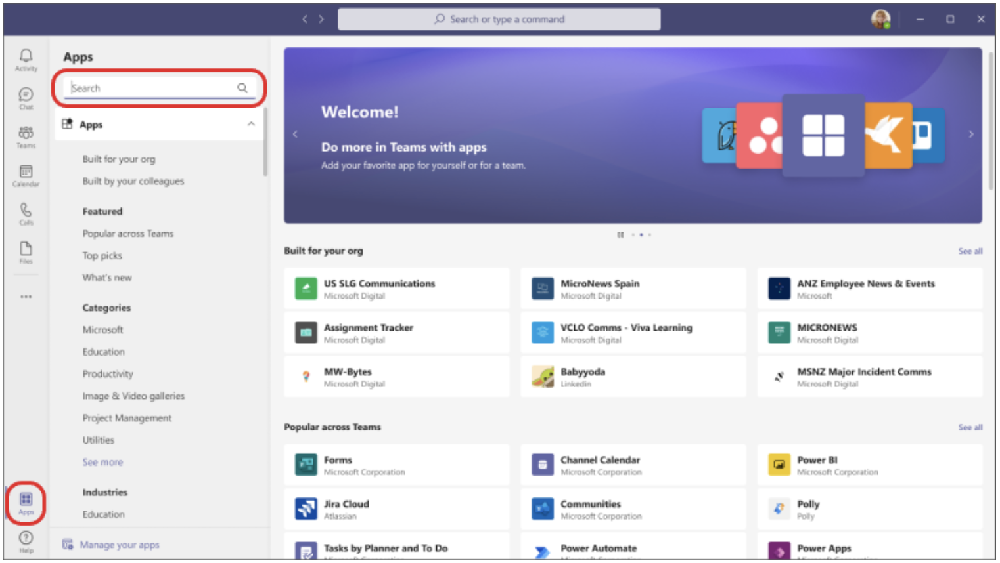 Search or type a command
Activity
Chat
Teams
Calendar
Calls
Files
Apps
Help
Apps
Search
Apps
Built for your org
Built by your colleagues
Featured
Popular across Teams
Top picks
What's new
Categories
Microsoft
Education
Productivity
Image & Video galleries
Project Management
Utilities
See more
Industries
Education
Manage your apps
Welcome!
Do more in Teams with apps
Add your favorite app for yourself or for a team.
Built for your org
See all
US SLG Communications
Microsoft Digital
MicroNews Spain
Microsoft Digital
ANZ Employee News & Events
Microsoft
Assignment Tracker
Microsoft Digital
VCLO Comms - Viva Learning
Microsoft Digital
MICRONEWS
Microsoft Digital
MW-Bytes
Microsoft Digital
Babyyoda
Linkedin
MSNZ Major Incident Comms
Microsoft Digital
Popular across Teams
See all
Forms
Microsoft Corporation
Channel Calendar
Microsoft Corporation
Power BI
Microsoft Corporation
Jira Cloud
Atlassian
Communities
Microsoft Corporation
Polly
Polly
Tasks by Planner and To Do
Power Automate
Power Apps